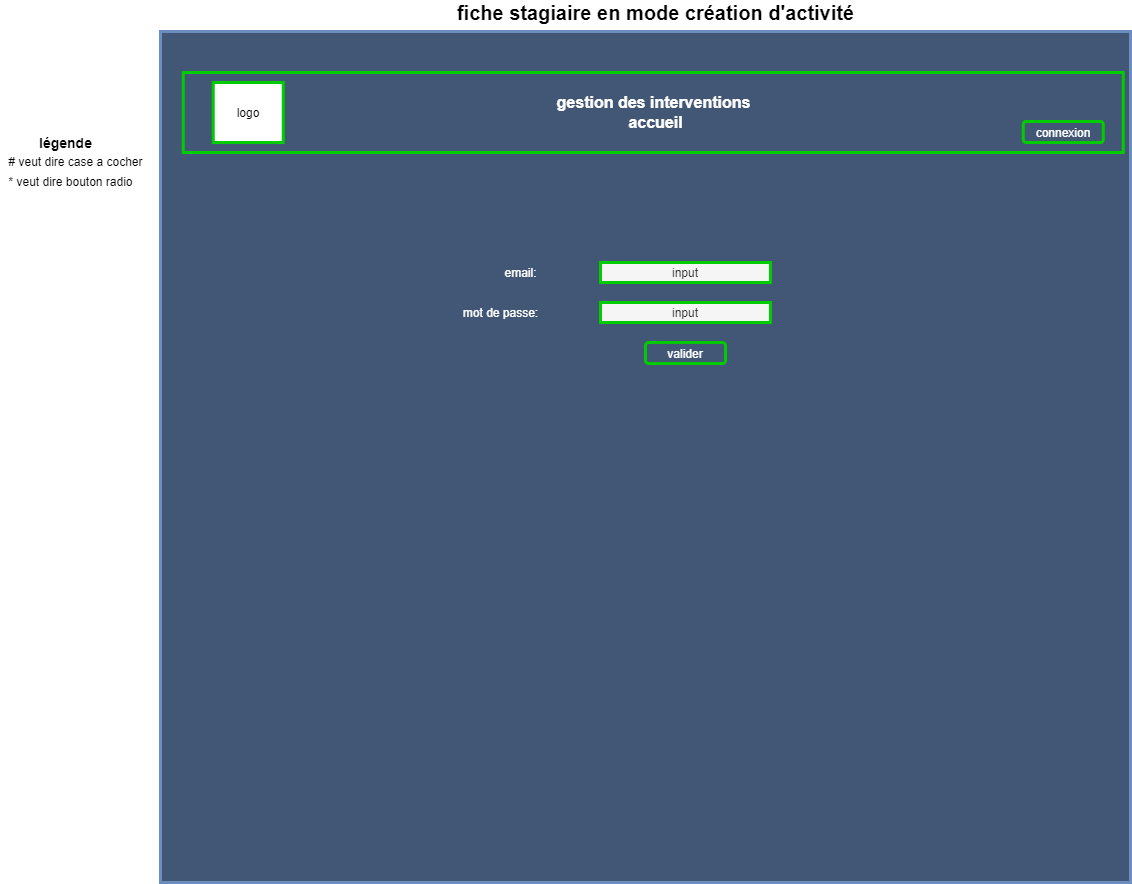 fiche stagiaire en mode création d'activité
légende
# veut dire case a cocher
* veut dire bouton radio
logo
gestion des interventions
accueil
connexion
email:
input
mot de passe:
input
valider